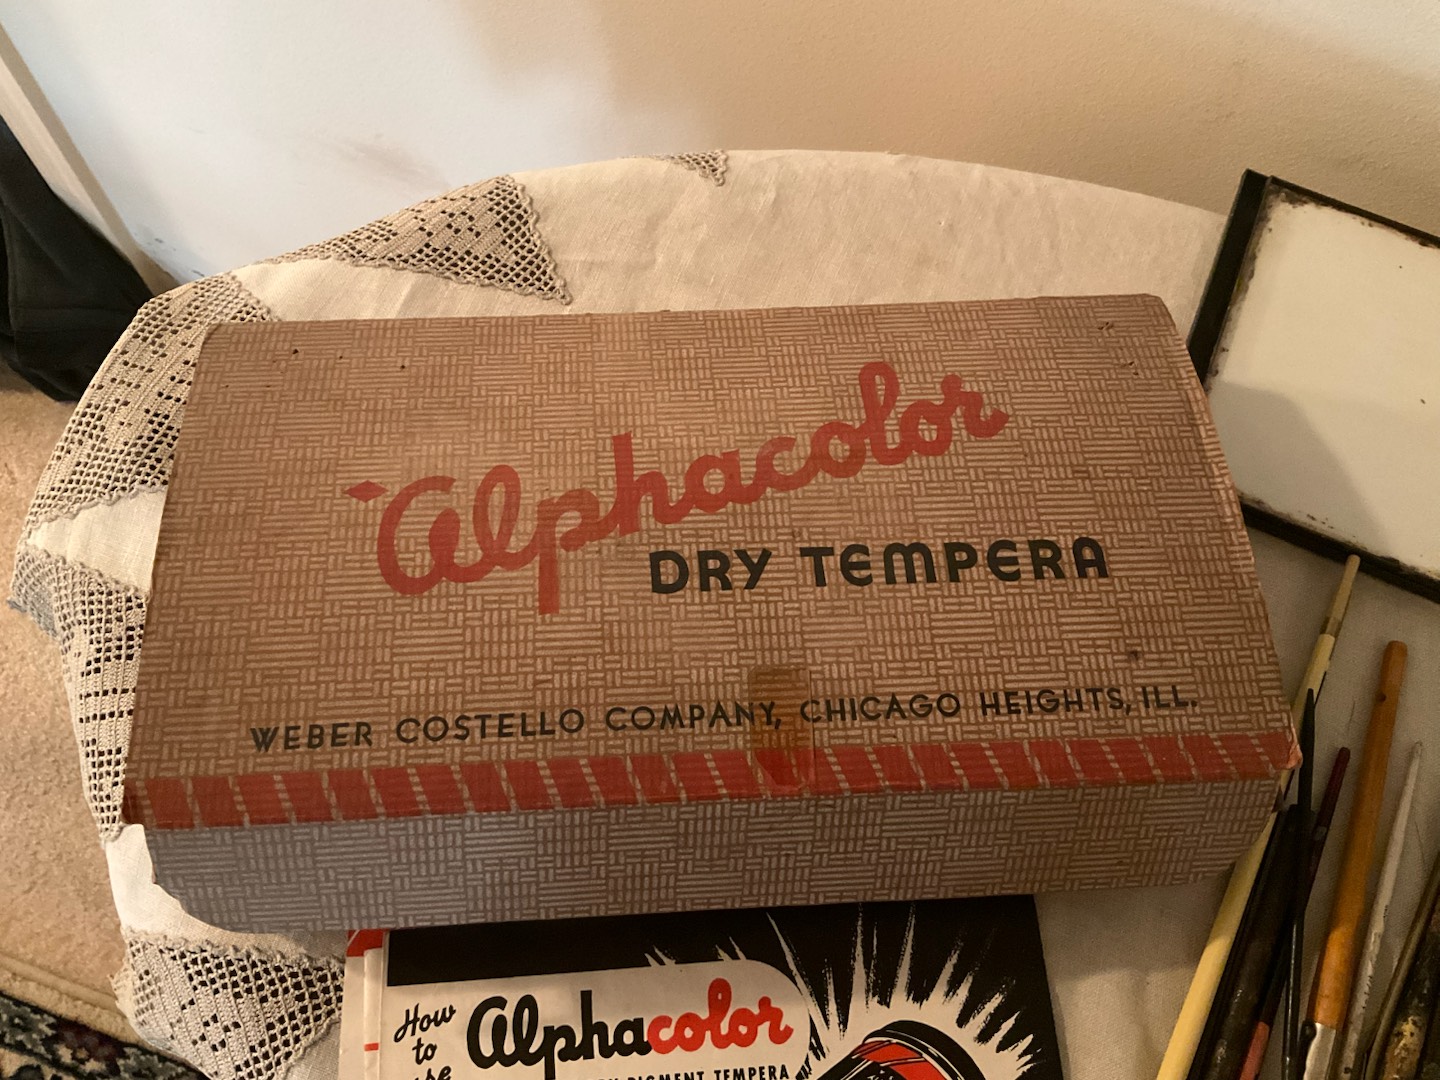 Alphacolor
DRY TEMPERA
WEBER COSTELLO COMPANY, CHICAGO HEIGHTS, ILL.
How
to
Alphacolor
PIGMENT TEMPERA